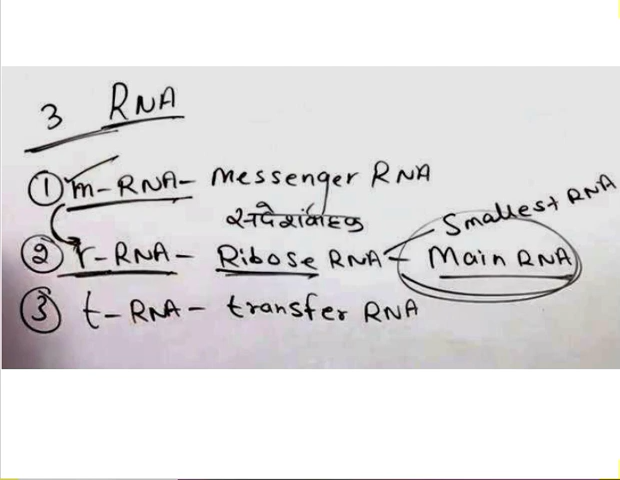 3 RNA
① m-RNA- Messenger RNA
संदेशवाहक
Smallest RNA
② r-RNA- Ribose RNA- Main RNA
③ t-RNA- transfer RNA